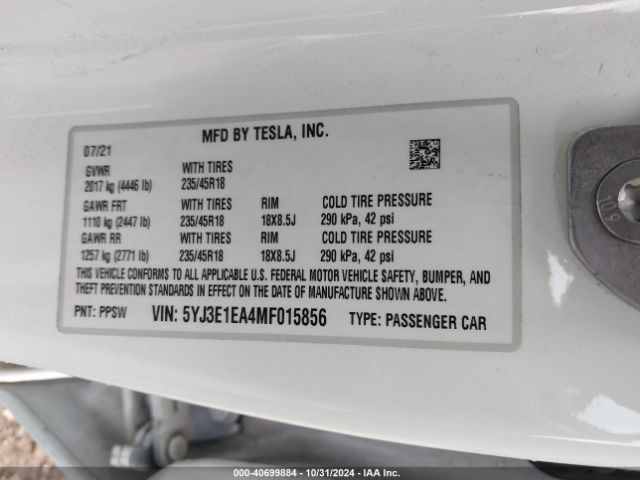 MFD BY TESLA, INC.
07/21
GVWR WITH TIRES
2017 kg (4446 lb) 235/45R18
GAWR FRT WITH TIRES RIM COLD TIRE PRESSURE
1110 kg (2447 lb) 235/45R18 18X8.5J 290 kPa, 42 psi
GAWR RR WITH TIRES RIM COLD TIRE PRESSURE
1257 kg (2771 lb) 235/45R18 18X8.5J 290 kPa, 42 psi
THIS VEHICLE CONFORMS TO ALL APPLICABLE U.S. FEDERAL MOTOR VEHICLE SAFETY, BUMPER, AND
THEFT PREVENTION STANDARDS IN EFFECT ON THE DATE OF MANUFACTURE SHOWN ABOVE.
PNT: PPSW VIN: 5YJ3E1EA4MF015856 TYPE: PASSENGER CAR
10.9
000-40699884 - 10/31/2024 - IAA Inc.